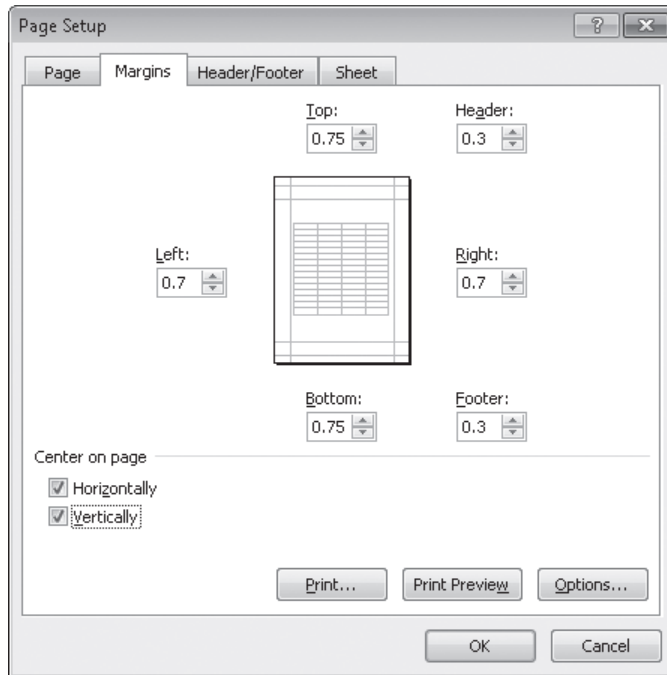 Page Setup
Page Margins Header/Footer Sheet
Top: Header:
0.75 0.3
Left: Right:
0.7 0.7
Bottom: Footer:
0.75 0.3
Center on page
Horizontally
Vertically
Print... Print Preview Options...
OK Cancel